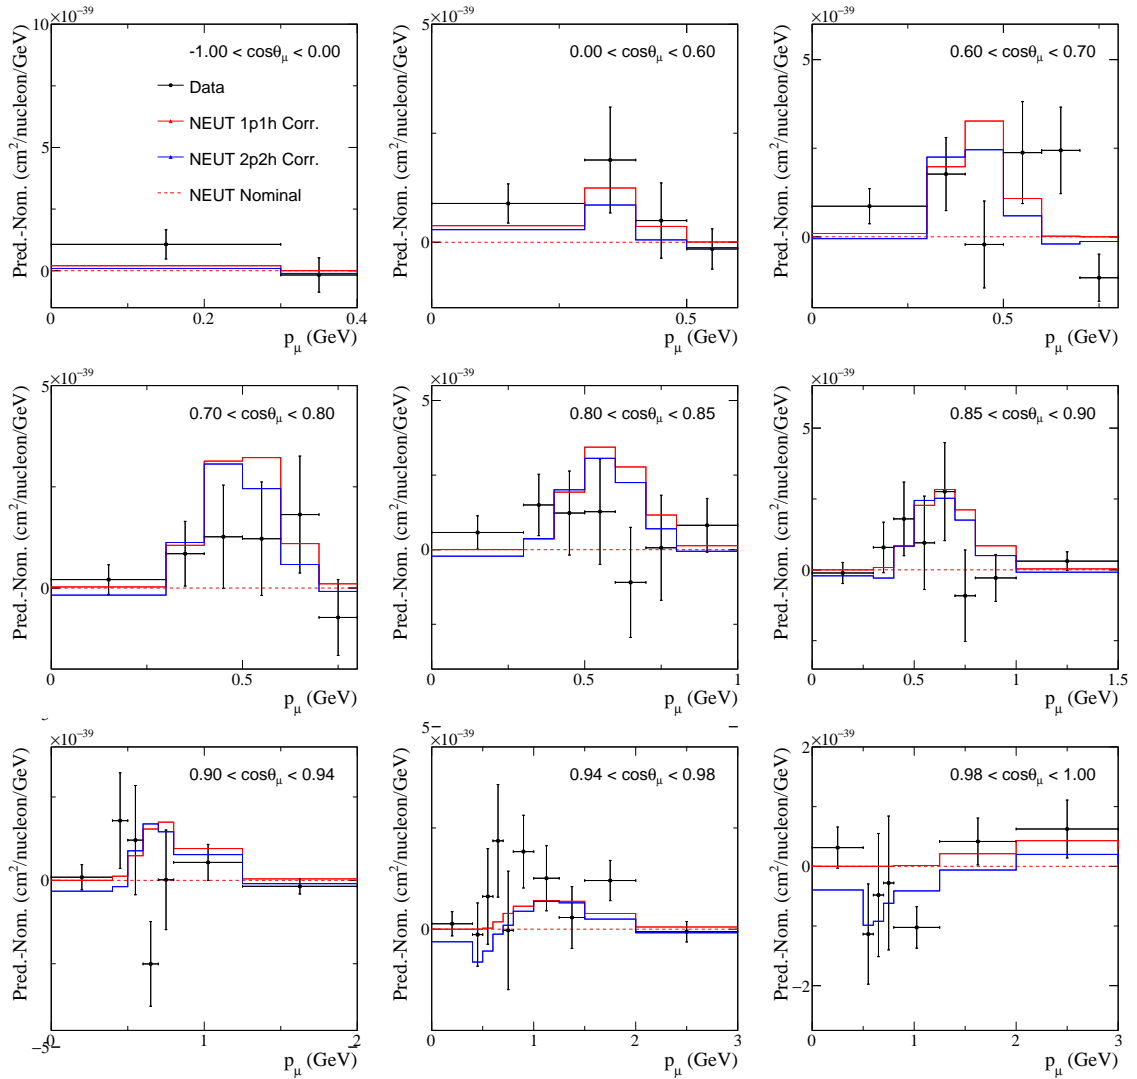 ×10⁻³⁹
Pred.-Nom. (cm²/nucleon/GeV)
10
5
0
-1.00 < cosθμ < 0.00
Data
NEUT 1p1h Corr.
NEUT 2p2h Corr.
NEUT Nominal
0 0.2 0.4
pμ (GeV)
×10⁻³⁹
Pred.-Nom. (cm²/nucleon/GeV)
5
0
0.00 < cosθμ < 0.60
0 0.5
pμ (GeV)
×10⁻³⁹
Pred.-Nom. (cm²/nucleon/GeV)
5
0
0.60 < cosθμ < 0.70
0 0.5
pμ (GeV)
×10⁻³⁹
Pred.-Nom. (cm²/nucleon/GeV)
5
0
0.70 < cosθμ < 0.80
0 0.5
pμ (GeV)
×10⁻³⁹
Pred.-Nom. (cm²/nucleon/GeV)
5
0
0.80 < cosθμ < 0.85
0 0.5 1
pμ (GeV)
×10⁻³⁹
Pred.-Nom. (cm²/nucleon/GeV)
5
0
0.85 < cosθμ < 0.90
0 0.5 1 1.5
pμ (GeV)
×10⁻³⁹
Pred.-Nom. (cm²/nucleon/GeV)
0
−5
0.90 < cosθμ < 0.94
0 1 2
pμ (GeV)
5
×10⁻³⁹
Pred.-Nom. (cm²/nucleon/GeV)
0
0.94 < cosθμ < 0.98
0 1 2 3
pμ (GeV)
×10⁻³⁹
Pred.-Nom. (cm²/nucleon/GeV)
2
0
−2
0.98 < cosθμ < 1.00
0 1 2 3
pμ (GeV)